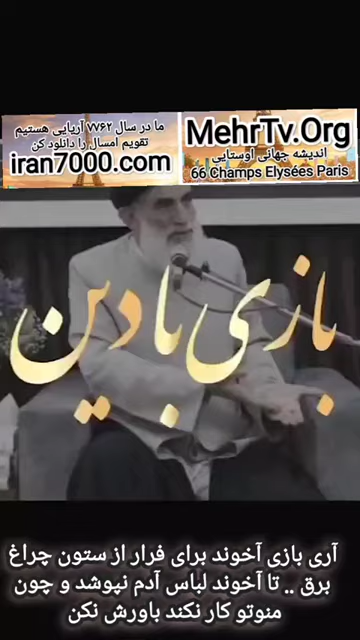 ما در سال ۷۷۶۲ آریایی هستیم
تقویم امسال را دانلود کن
iran7000.com
MehrTv.Org
اندیشه جهانی اوستایی
66 Champs Elysées Paris
بازی با دین
آری بازی آخوند برای فرار از ستون چراغ
برق .. تا آخوند لباس آدم نپوشد و چون
منوتو کار نکند باورش نکن